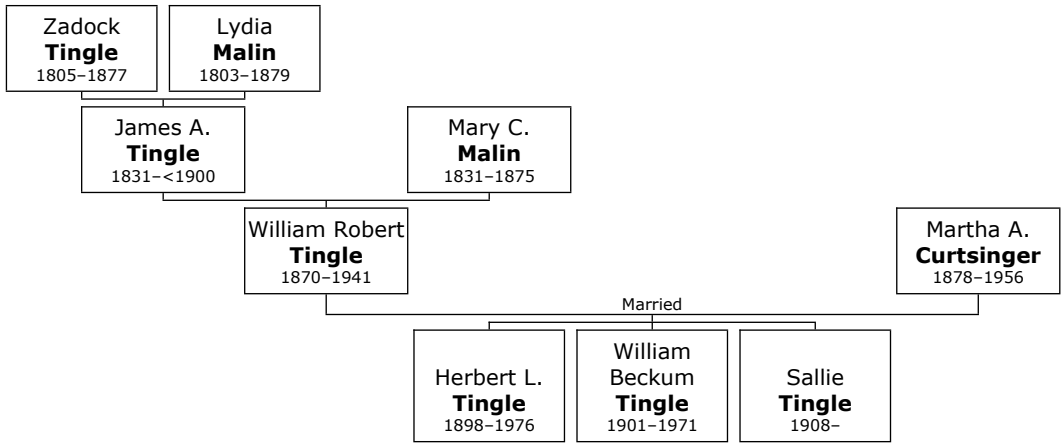 Zadock
Tingle
1805–1877
Lydia
Malin
1803–1879
James A.
Tingle
1831–<1900
Mary C.
Malin
1831–1875
William Robert
Tingle
1870–1941
Martha A.
Curtsinger
1878–1956
Married
Herbert L.
Tingle
1898–1976
William
Beckum
Tingle
1901–1971
Sallie
Tingle
1908–